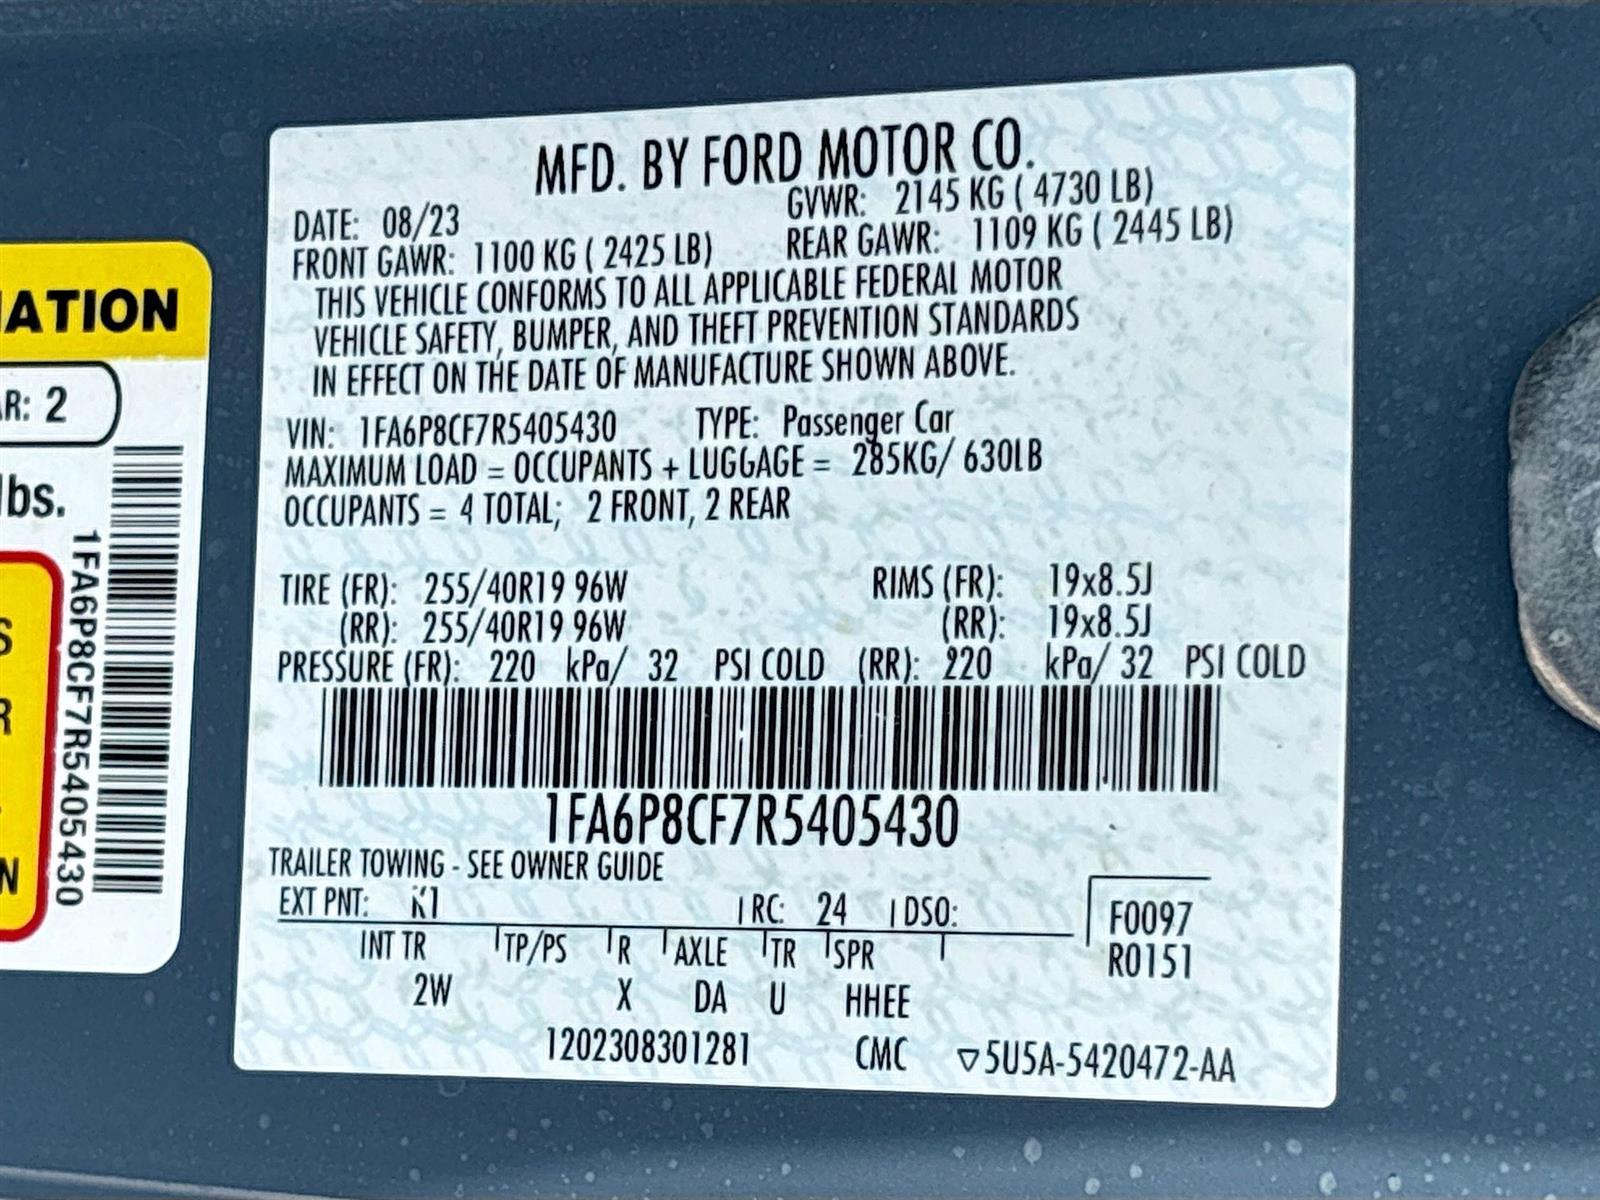 MFD. BY FORD MOTOR CO.
DATE: 08/23 GVWR: 2145 KG ( 4730 LB)
FRONT GAWR: 1100 KG ( 2425 LB) REAR GAWR: 1109 KG ( 2445 LB)
THIS VEHICLE CONFORMS TO ALL APPLICABLE FEDERAL MOTOR
VEHICLE SAFETY, BUMPER, AND THEFT PREVENTION STANDARDS
IN EFFECT ON THE DATE OF MANUFACTURE SHOWN ABOVE.
VIN: 1FA6P8CF7R5405430 TYPE: Passenger Car
MAXIMUM LOAD = OCCUPANTS + LUGGAGE = 285KG/ 630LB
OCCUPANTS = 4 TOTAL; 2 FRONT, 2 REAR
TIRE (FR): 255/40R19 96W RIMS (FR): 19x8.5J
(RR): 255/40R19 96W (RR): 19x8.5J
PRESSURE (FR): 220 kPa/ 32 PSI COLD (RR): 220 kPa/ 32 PSI COLD
1FA6P8CF7R5405430
TRAILER TOWING - SEE OWNER GUIDE
EXT PNT: K1 RC: 24 DSO:
F0097
R0151
INT TR TP/PS R AXLE TR SPR
2W X DA U HHEE
1202308301281 CMC ▽5U5A-5420472-AA
IATION
AR: 2
lbs.
1FA6P8CF7R5405430
S
R
N